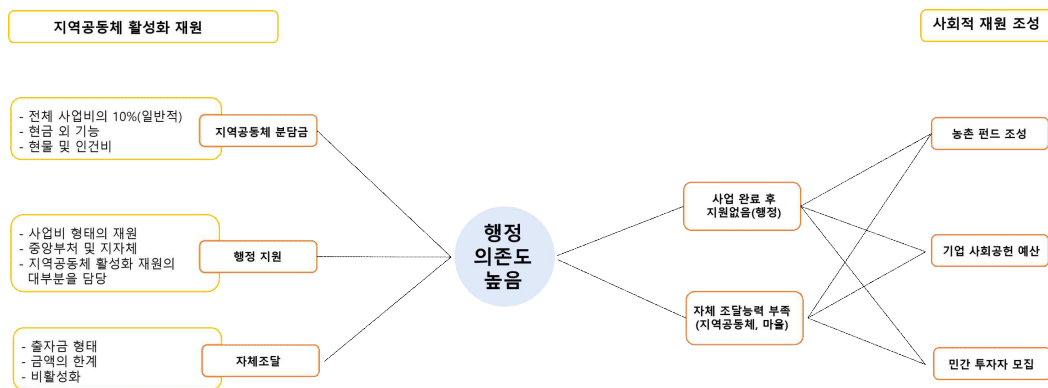 지역공동체 활성화 재원
사회적 재원 조성
- 전체 사업비의 10%(일반적)
- 현금 외 기능
- 현물 및 인건비
지역공동체 분담금
- 사업비 형태의 재원
- 중앙부처 및 지자체
- 지역공동체 활성화 재원의
대부분을 담당
행정 지원
- 출자금 형태
- 금액의 한계
- 비활성화
자체조달
행정
의존도
높음
사업 완료 후
지원없음(행정)
자체 조달능력 부족
(지역공동체, 마을)
농촌 펀드 조성
기업 사회공헌 예산
민간 투자자 모집